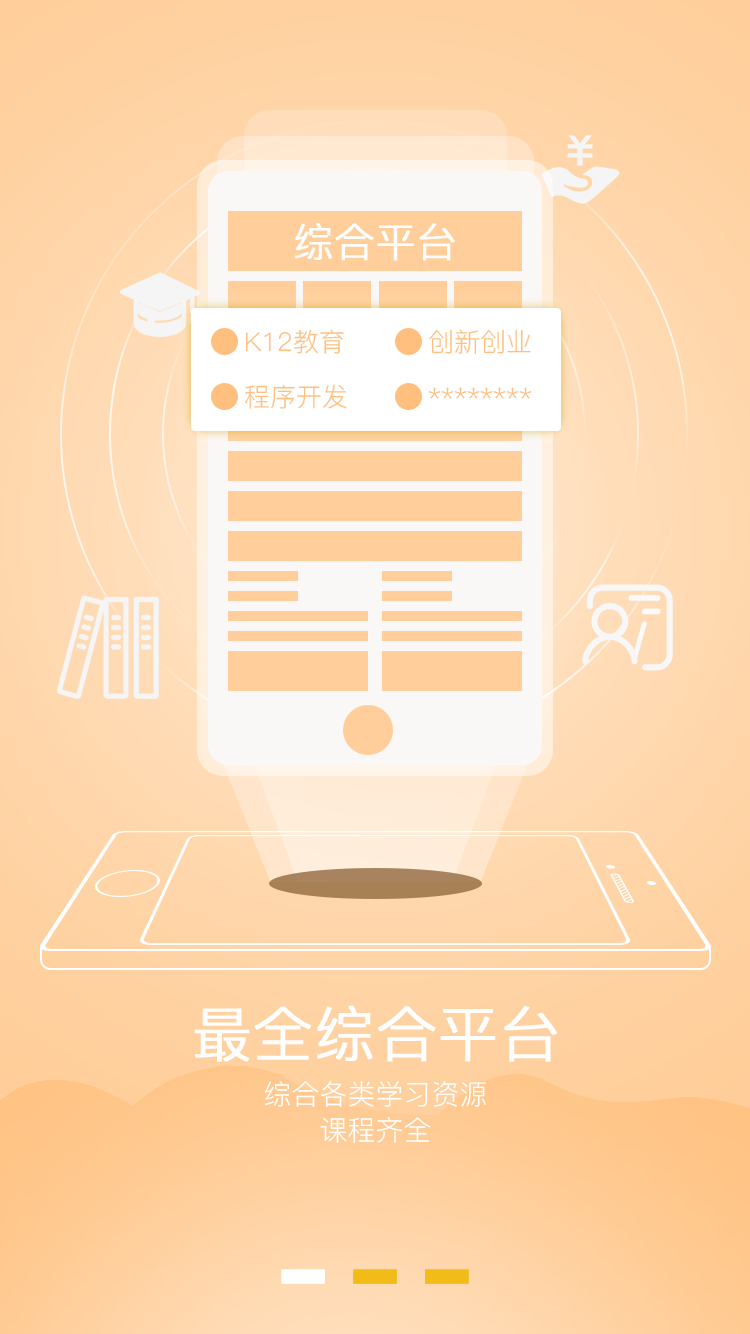 ¥
综合平台
K12教育 创新创业
程序开发 ********
最全综合平台
综合各类学习资源
课程齐全